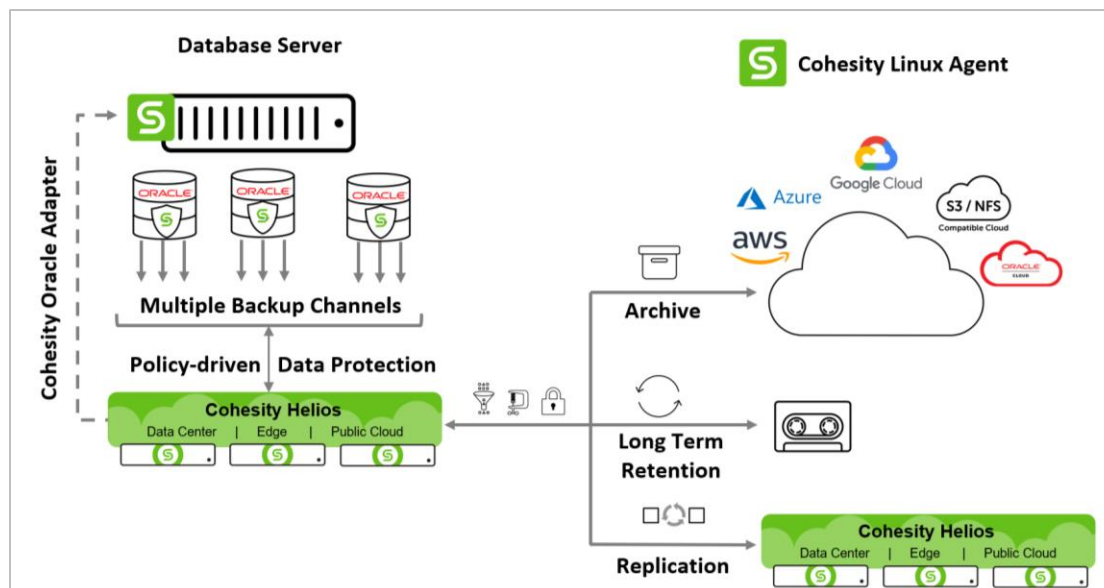 Database Server
Cohesity Linux Agent
Cohesity Oracle Adapter
ORACLE
ORACLE
ORACLE
Multiple Backup Channels
Policy-driven
Data Protection
Cohesity Helios
Data Center | Edge | Public Cloud
Google Cloud
Azure
aws
S3 / NFS
Compatible Cloud
ORACLE
CLOUD
Archive
Long Term
Retention
Replication
Cohesity Helios
Data Center | Edge | Public Cloud